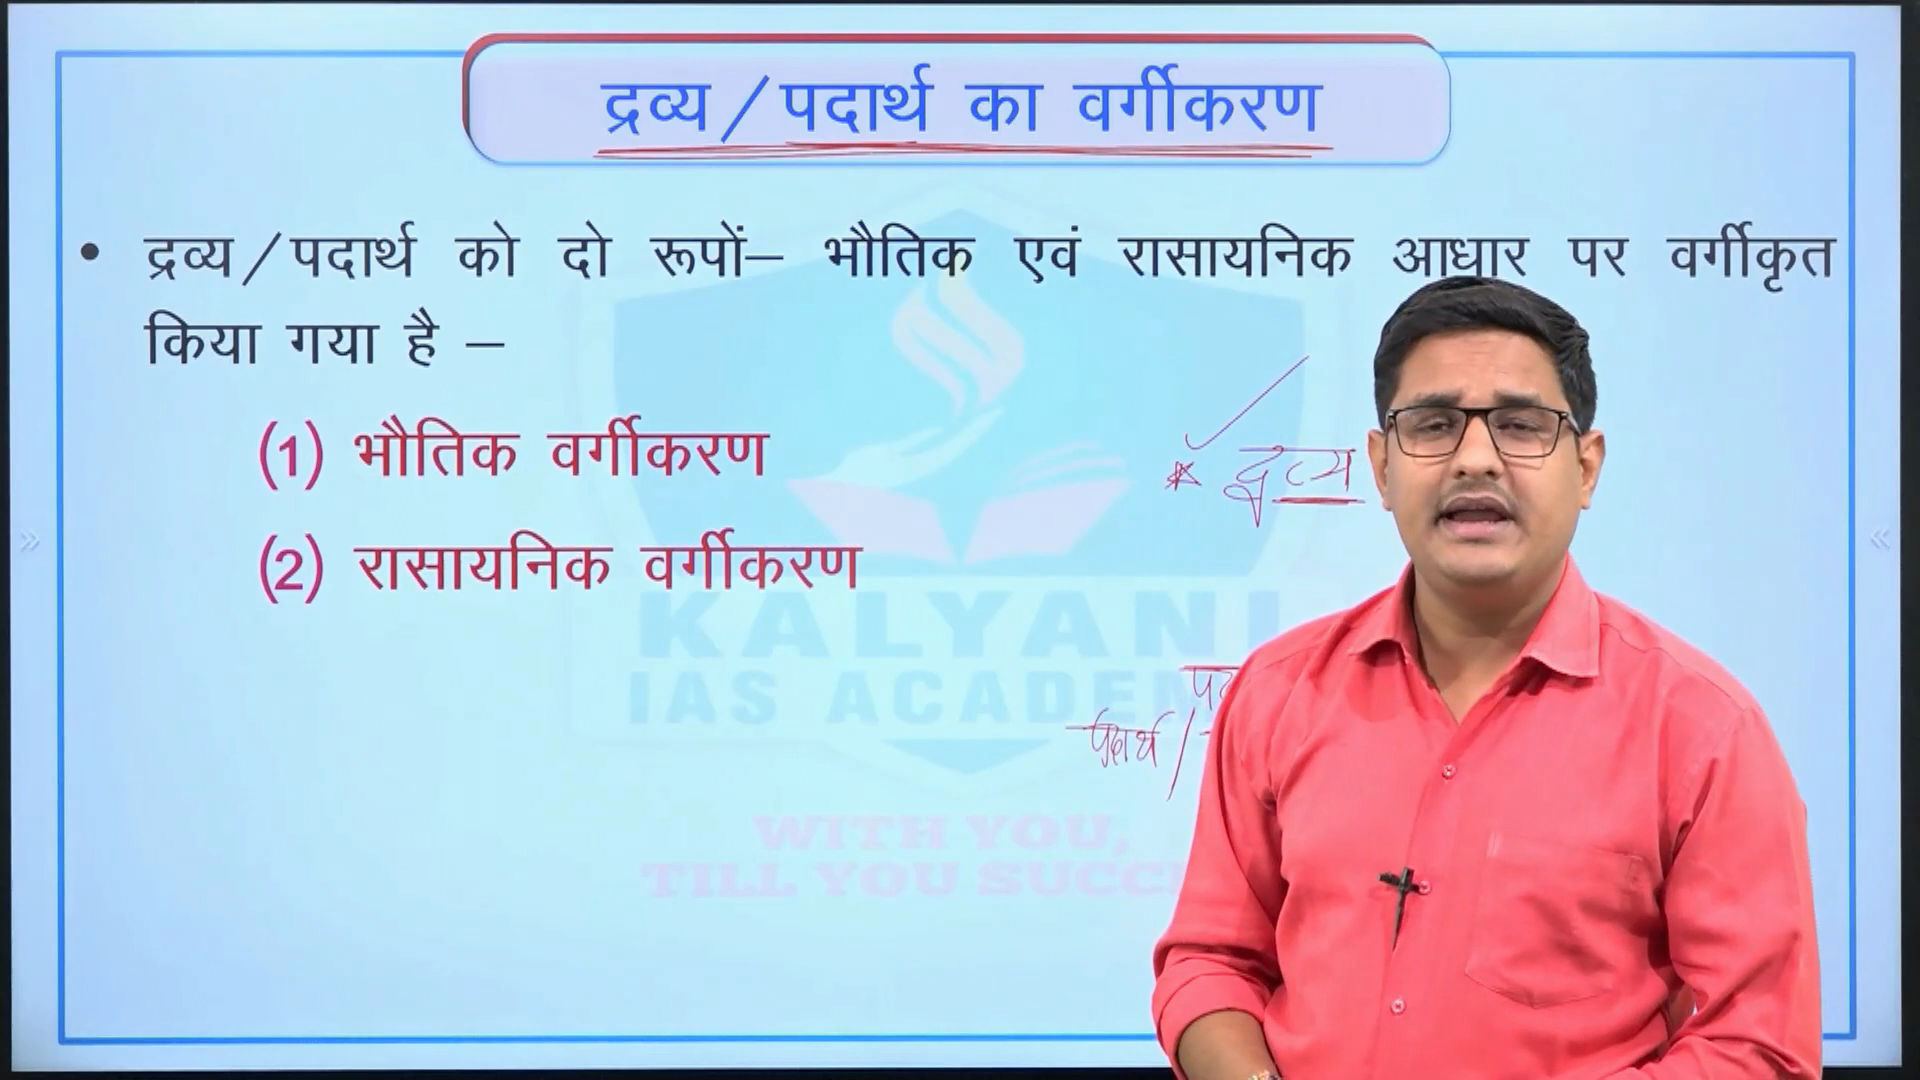 द्रव्य/पदार्थ का वर्गीकरण
• द्रव्य/पदार्थ को दो रूपों– भौतिक एवं रासायनिक आधार पर वर्गीकृत
किया गया है –
(1) भौतिक वर्गीकरण
* द्रव्य
(2) रासायनिक वर्गीकरण
KALYANI
IAS ACADEM
पदार्थ /
WITH YOU,
TILL YOU SUCC